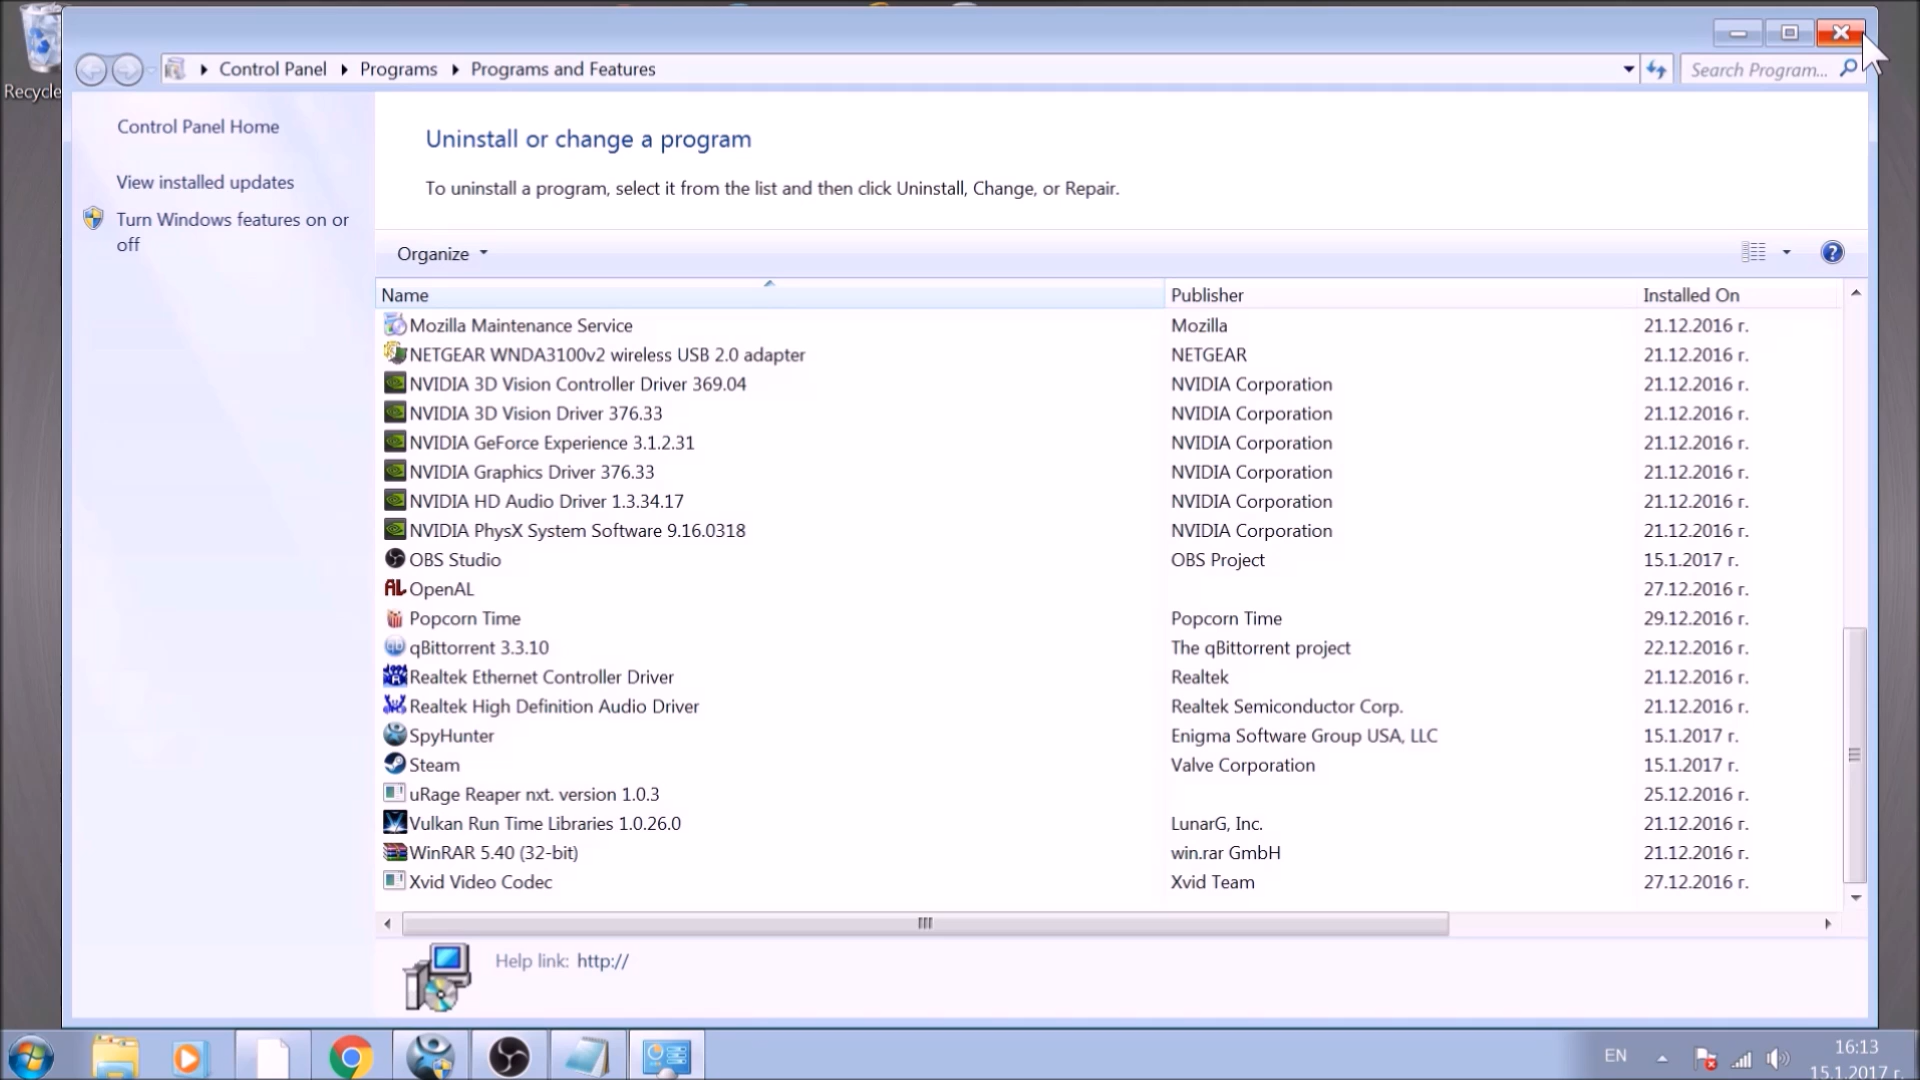 Recycle
Control Panel
Programs
Programs and Features
Search Program...
Control Panel Home
View installed updates
Turn Windows features on or
off
Uninstall or change a program
To uninstall a program, select it from the list and then click Uninstall, Change, or Repair.
Organize
Name Publisher Installed On
Mozilla Maintenance Service Mozilla 21.12.2016 г.
NETGEAR WNDA3100v2 wireless USB 2.0 adapter NETGEAR 21.12.2016 г.
NVIDIA 3D Vision Controller Driver 369.04 NVIDIA Corporation 21.12.2016 г.
NVIDIA 3D Vision Driver 376.33 NVIDIA Corporation 21.12.2016 г.
NVIDIA GeForce Experience 3.1.2.31 NVIDIA Corporation 21.12.2016 г.
NVIDIA Graphics Driver 376.33 NVIDIA Corporation 21.12.2016 г.
NVIDIA HD Audio Driver 1.3.34.17 NVIDIA Corporation 21.12.2016 г.
NVIDIA PhysX System Software 9.16.0318 NVIDIA Corporation 21.12.2016 г.
OBS Studio OBS Project 15.1.2017 г.
OpenAL 27.12.2016 г.
Popcorn Time Popcorn Time 29.12.2016 г.
qBittorrent 3.3.10 The qBittorrent project 22.12.2016 г.
Realtek Ethernet Controller Driver Realtek 21.12.2016 г.
Realtek High Definition Audio Driver Realtek Semiconductor Corp. 21.12.2016 г.
SpyHunter Enigma Software Group USA, LLC 15.1.2017 г.
Steam Valve Corporation 15.1.2017 г.
uRage Reaper nxt. version 1.0.3 25.12.2016 г.
Vulkan Run Time Libraries 1.0.26.0 LunarG, Inc. 21.12.2016 г.
WinRAR 5.40 (32-bit) win.rar GmbH 21.12.2016 г.
Xvid Video Codec Xvid Team 27.12.2016 г.
Help link: http://
EN
16:13
15.1.2017 г.